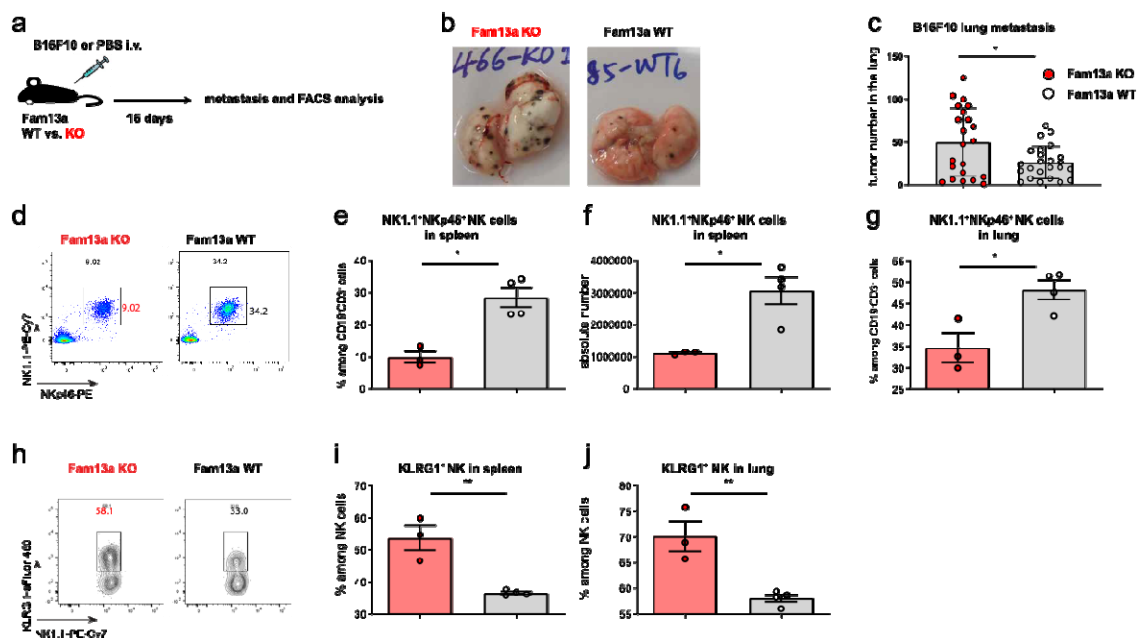 a
B16F10 or PBS i.v.
Fam13a
WT vs. KO
16 days
metastasis and FACS analysis
b
Fam13a KO
Fam13a WT
466-KO1
85-WT6
c
B16F10 lung metastasis
*
tumor number in the lung
150
100
50
0
Fam13a KO
Fam13a WT
d
Fam13a KO
Fam13a WT
9.02
9.02
34.2
34.2
NK1.1-PE-Cy7
NKp46-PE
e
NK1.1⁺NKp46⁺NK cells
in spleen
*
% among CD19⁻CD3⁻ cells
40
30
20
10
0
f
NK1.1⁺NKp46⁺NK cells
in spleen
*
absolute number
4000000
3000000
2000000
1000000
0
g
NK1.1⁺NKp46⁺NK cells
in lung
*
% among CD19⁻CD3⁻ cells
55
50
45
40
35
30
25
h
Fam13a KO
Fam13a WT
58.1
33.0
KLRG1-eFluor 450
NK1.1-PE-Cy7
i
KLRG1⁺ NK in spleen
**
% among NK cells
70
60
50
40
30
j
KLRG1⁺ NK in lung
**
% among NK cells
80
75
70
65
60
55